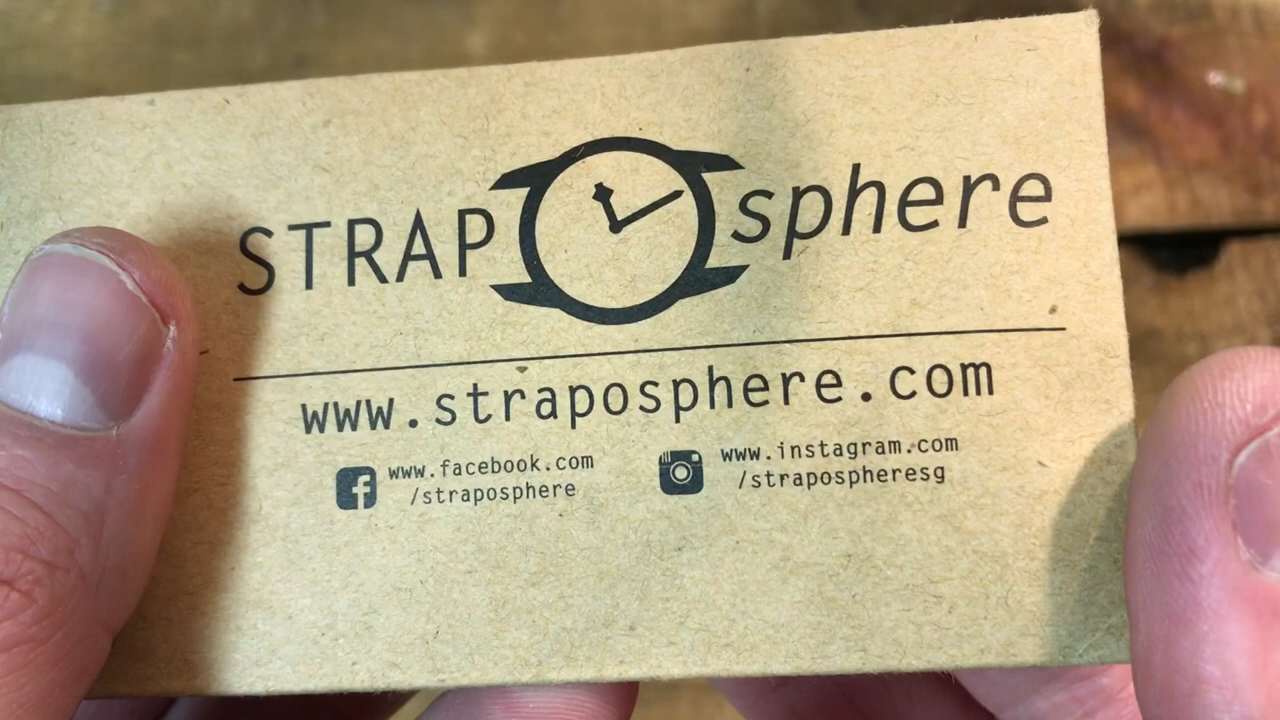 STRAP sphere
www.straposphere.com
www.facebook.com
/straposphere
www.instagram.com
/strapospheresg